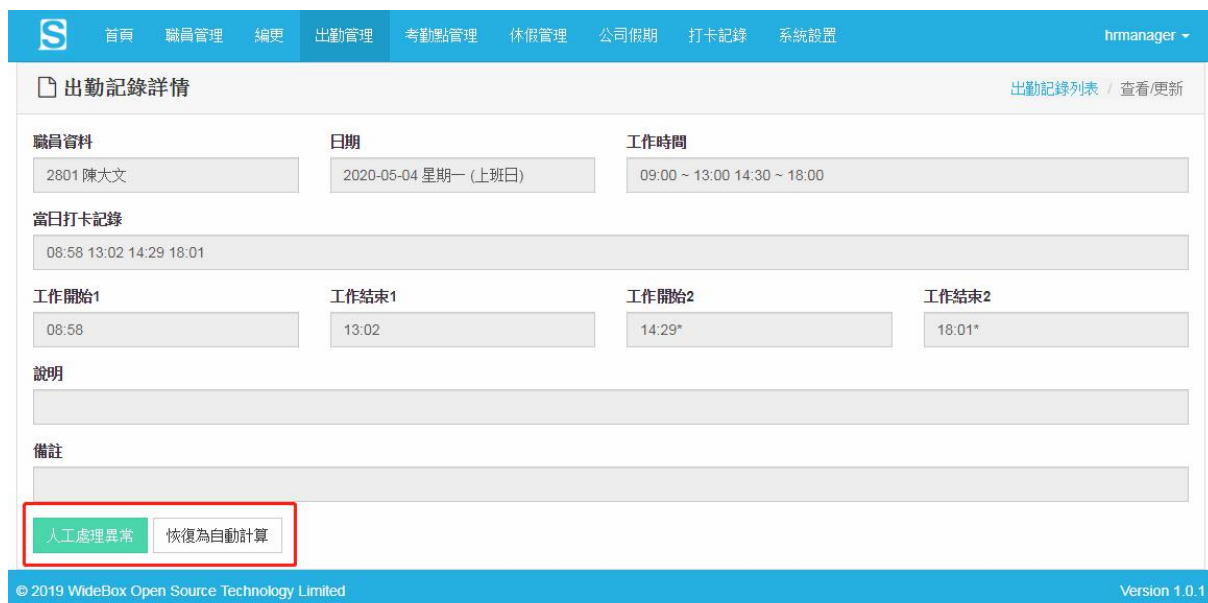 S 首頁 職員管理 編更 出勤管理 考勤點管理 休假管理 公司假期 打卡記錄 系統設置 hrmanager
出勤記錄詳情 出勤記錄列表 / 查看/更新
職員資料 日期 工作時間
2801 陳大文 2020-05-04 星期一 (上班日) 09:00 ~ 13:00 14:30 ~ 18:00
當日打卡記錄
08:58 13:02 14:29 18:01
工作開始1 工作結束1 工作開始2 工作結束2
08:58 13:02 14:29* 18:01*
說明
備註
人工處理異常 恢復為自動計算
© 2019 WideBox Open Source Technology Limited Version 1.0.1